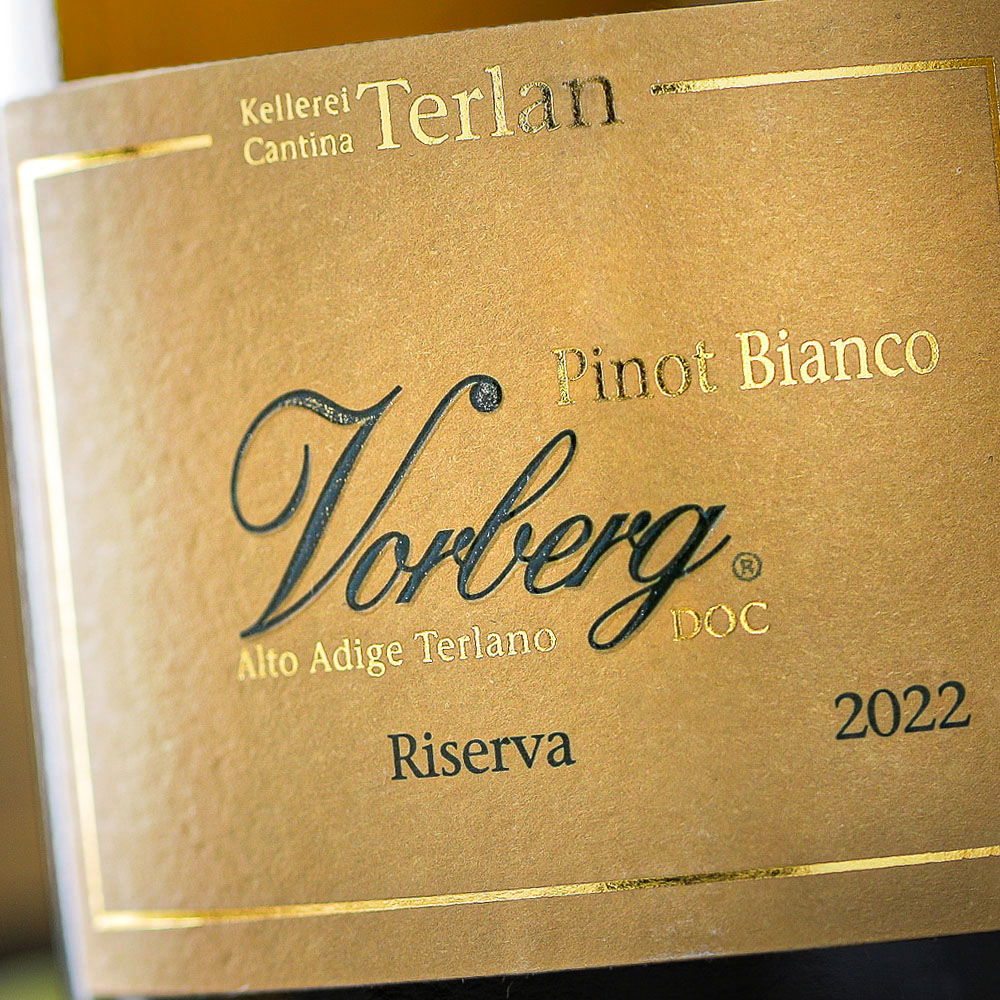 Kellerei
Cantina Terlan
Pinot Bianco
Vorberg®
Alto Adige Terlano DOC
Riserva 2022